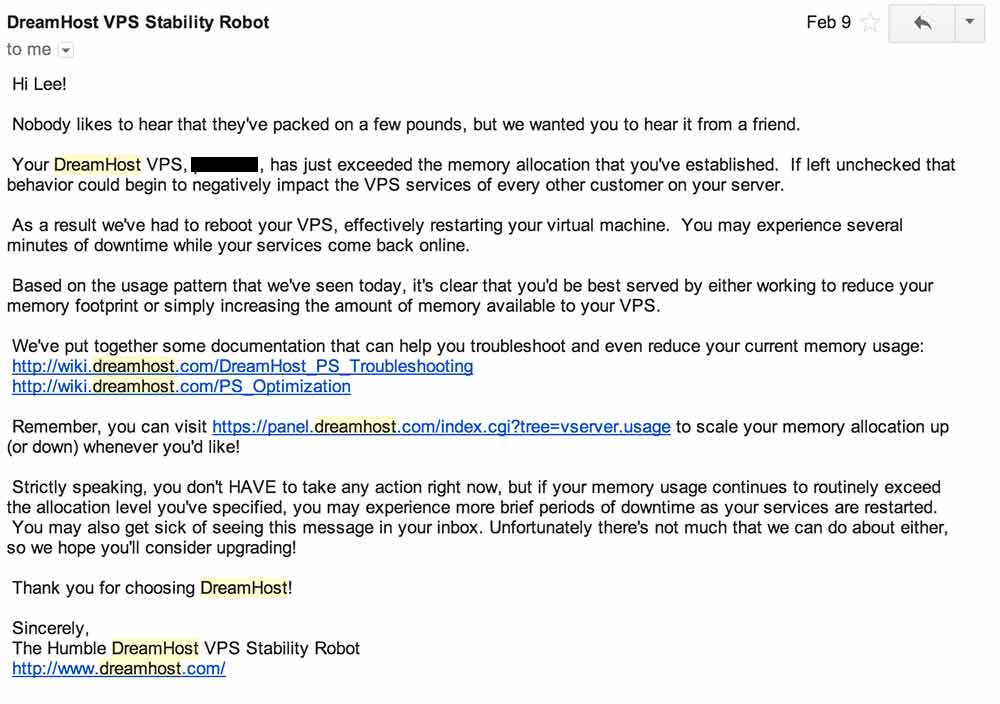 DreamHost VPS Stability Robot
Feb 9
to me
Hi Lee!
Nobody likes to hear that they've packed on a few pounds, but we wanted you to hear it from a friend.
Your DreamHost VPS, , has just exceeded the memory allocation that you've established.  If left unchecked that
behavior could begin to negatively impact the VPS services of every other customer on your server.
As a result we've had to reboot your VPS, effectively restarting your virtual machine.  You may experience several
minutes of downtime while your services come back online.
Based on the usage pattern that we've seen today, it's clear that you'd be best served by either working to reduce your
memory footprint or simply increasing the amount of memory available to your VPS.
We've put together some documentation that can help you troubleshoot and even reduce your current memory usage:
http://wiki.dreamhost.com/DreamHost_PS_Troubleshooting
http://wiki.dreamhost.com/PS_Optimization
Remember, you can visit https://panel.dreamhost.com/index.cgi?tree=vserver.usage to scale your memory allocation up
(or down) whenever you'd like!
Strictly speaking, you don't HAVE to take any action right now, but if your memory usage continues to routinely exceed
the allocation level you've specified, you may experience more brief periods of downtime as your services are restarted.
You may also get sick of seeing this message in your inbox. Unfortunately there's not much that we can do about either,
so we hope you'll consider upgrading!
Thank you for choosing DreamHost!
Sincerely,
The Humble DreamHost VPS Stability Robot
http://www.dreamhost.com/